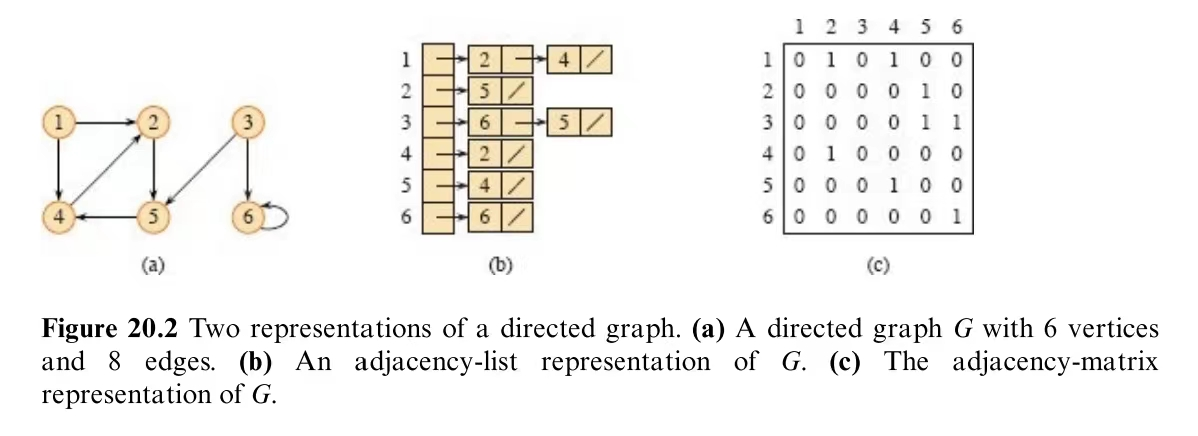 1 2 3 4 5 6
1 2 4 1 0 1 0 1 0 0
2 5 2 0 0 0 0 1 0
1 2 3 3 6 5 3 0 0 0 0 1 1
4 2 4 0 1 0 0 0 0
5 4 5 0 0 0 1 0 0
4 5 6 6 6 6 0 0 0 0 0 1
(a) (b) (c)
Figure 20.2 Two representations of a directed graph. (a) A directed graph G with 6 vertices
and 8 edges. (b) An adjacency-list representation of G. (c) The adjacency-matrix
representation of G.